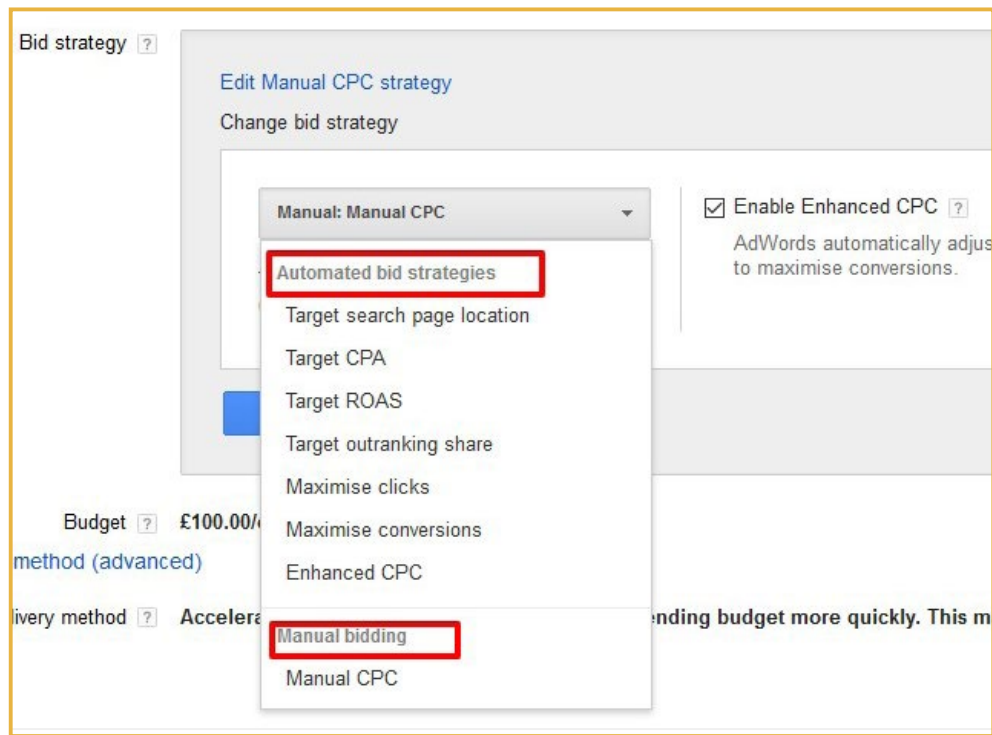 Bid strategy ?
Edit Manual CPC strategy
Change bid strategy
Manual: Manual CPC
Enable Enhanced CPC ?
AdWords automatically adjus
to maximise conversions.
Automated bid strategies
Target search page location
Target CPA
Target ROAS
Target outranking share
Maximise clicks
Maximise conversions
Enhanced CPC
Manual bidding
Manual CPC
Budget ? £100.00/
method (advanced)
livery method ? Accelera ending budget more quickly. This m